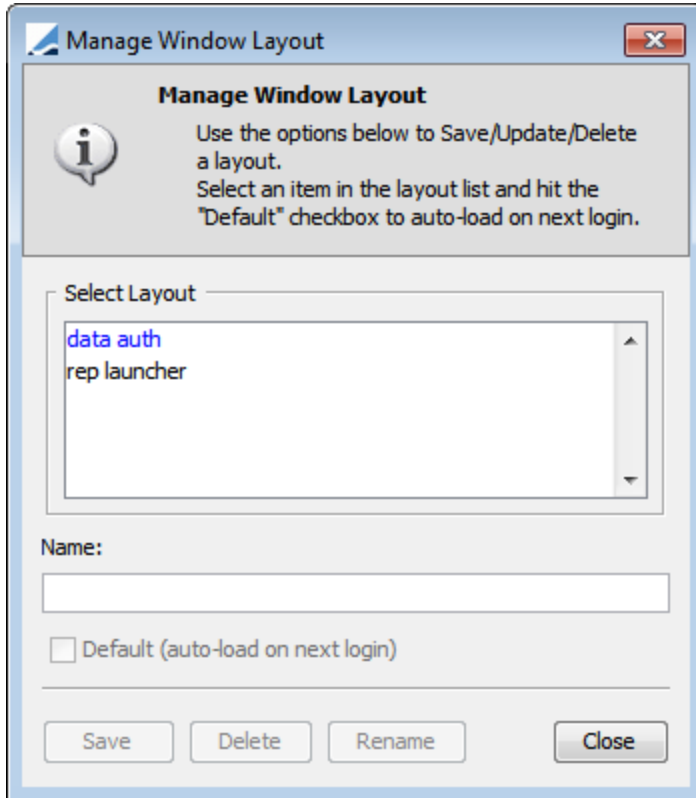 Manage Window Layout
Manage Window Layout
Use the options below to Save/Update/Delete
a layout.
Select an item in the layout list and hit the
"Default" checkbox to auto-load on next login.
Select Layout
data auth
rep launcher
Name:
Default (auto-load on next login)
Save Delete Rename Close